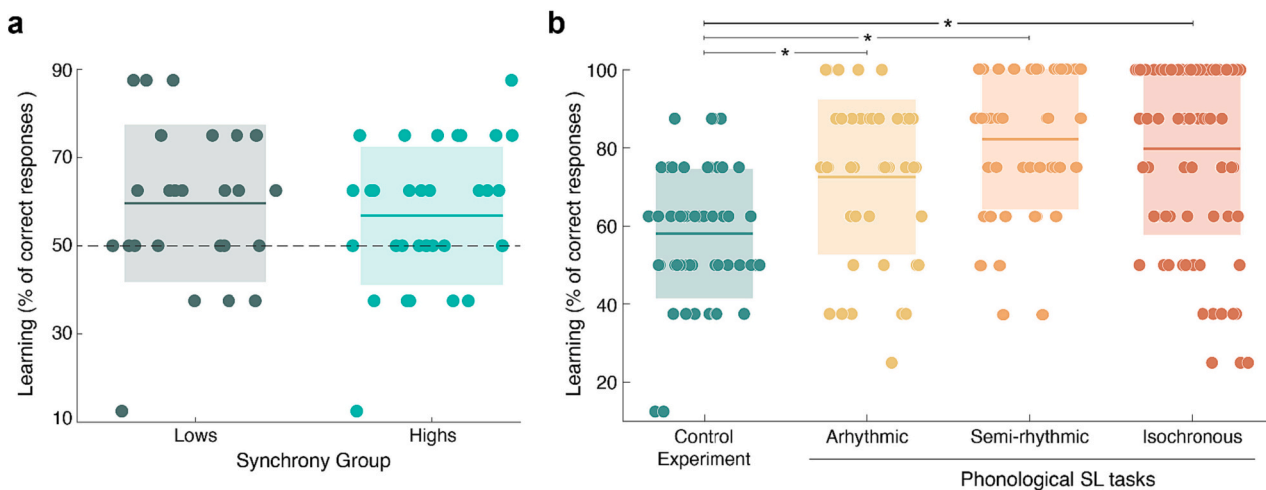 a
Learning (% of correct responses )
90
70
50
30
10
Lows
Highs
Synchrony Group
b
*
*
*
Learning (% of correct responses )
100
80
60
40
20
Control
Experiment
Arhythmic
Semi-rhythmic
Isochronous
Phonological SL tasks